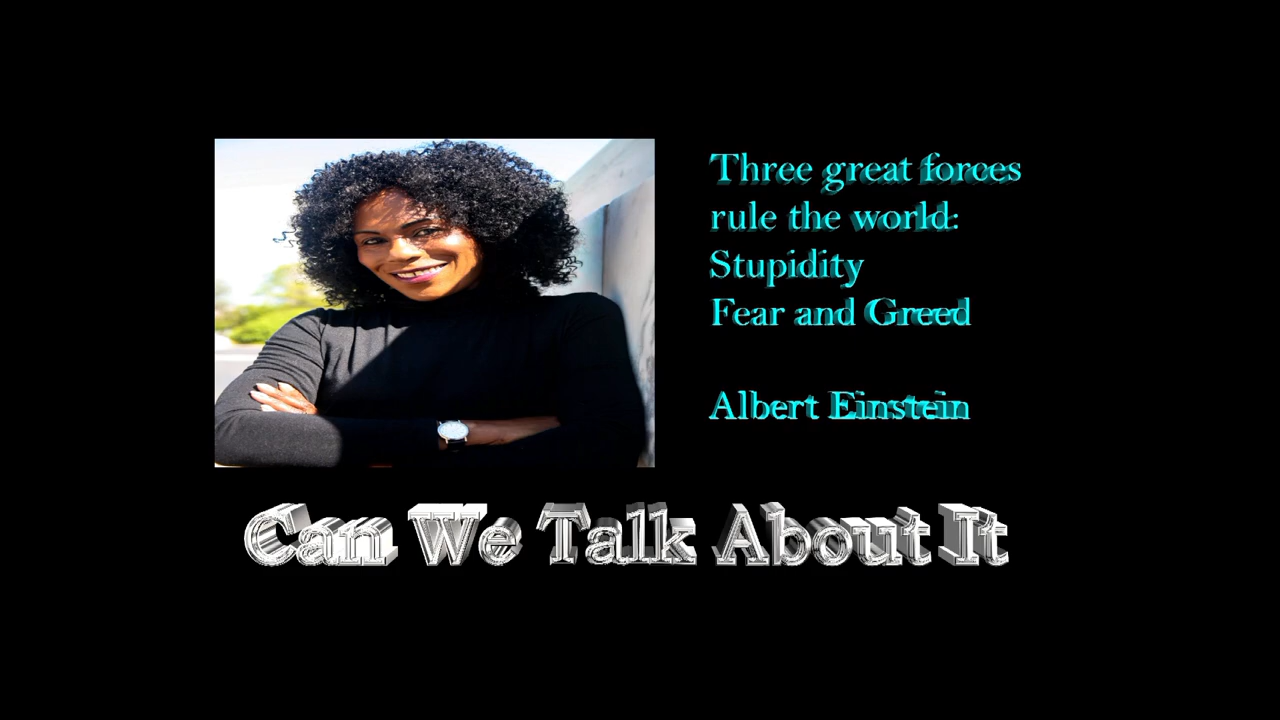 Three great forces
rule the world:
Stupidity
Fear and Greed
Albert Einstein
Can We Talk About It